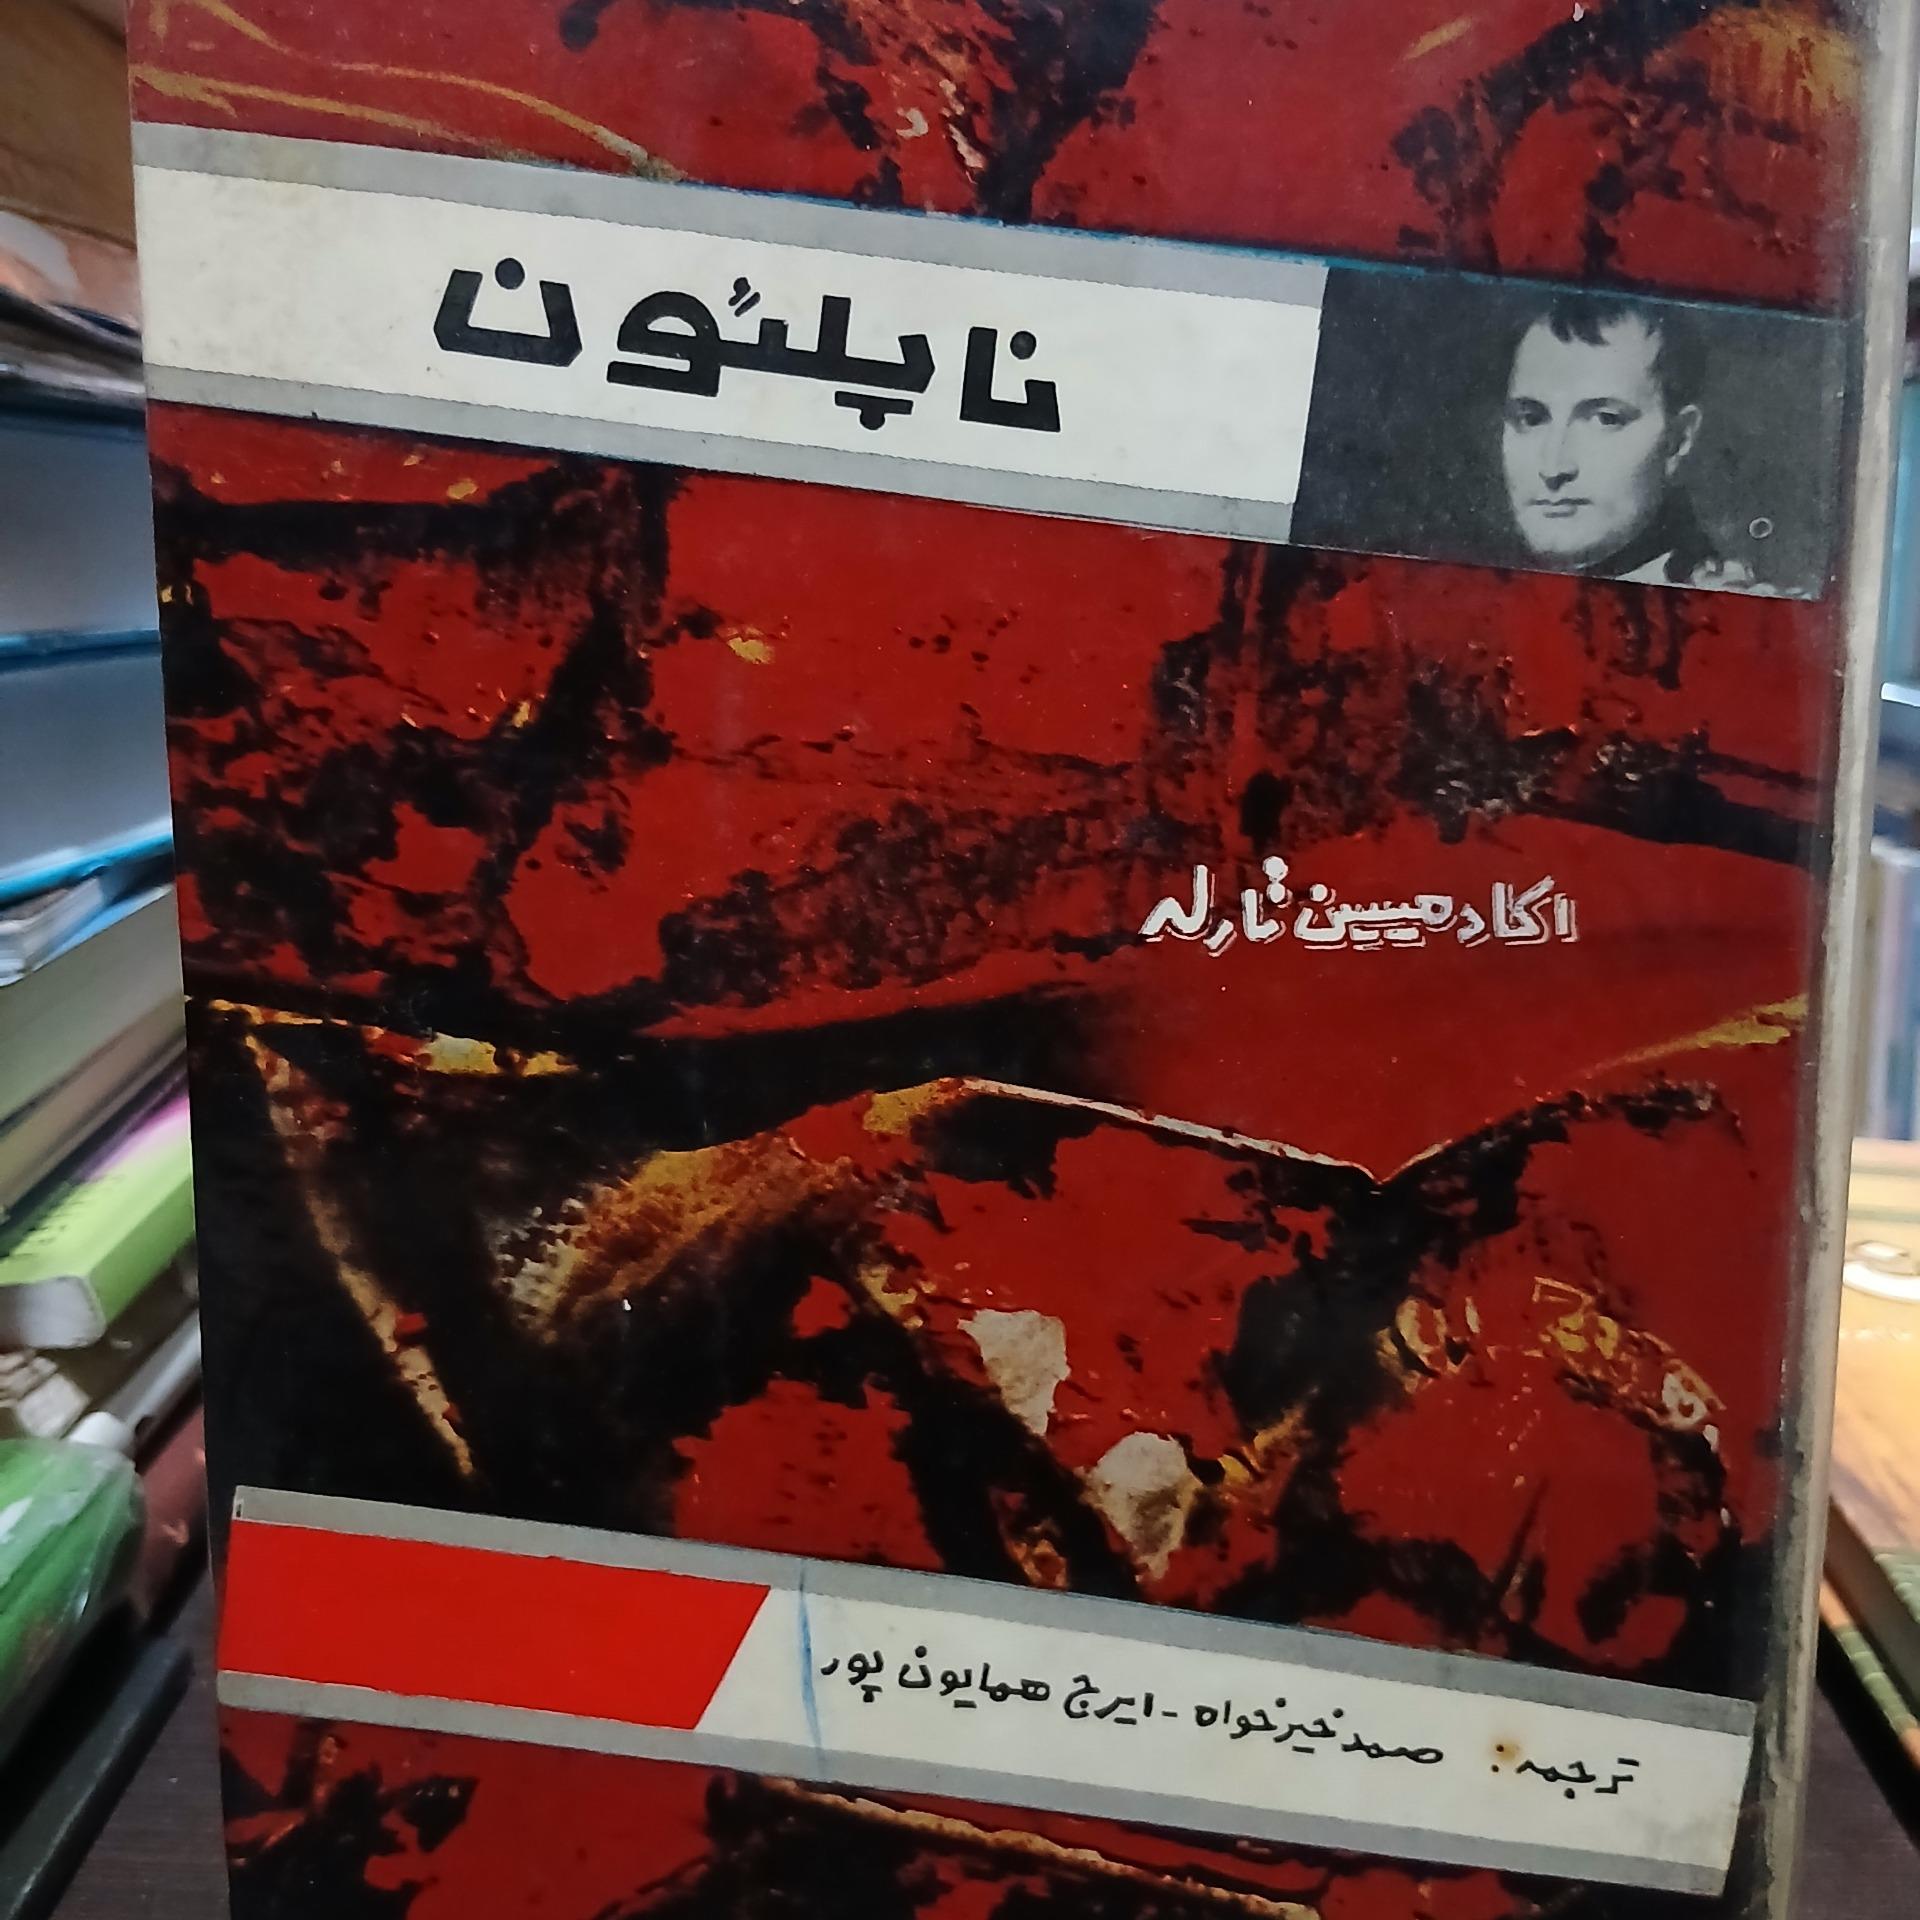 ناپلئون
اکادمیسین تارله
ترجمه: صمد خیرخواه - ایرج همایون پور